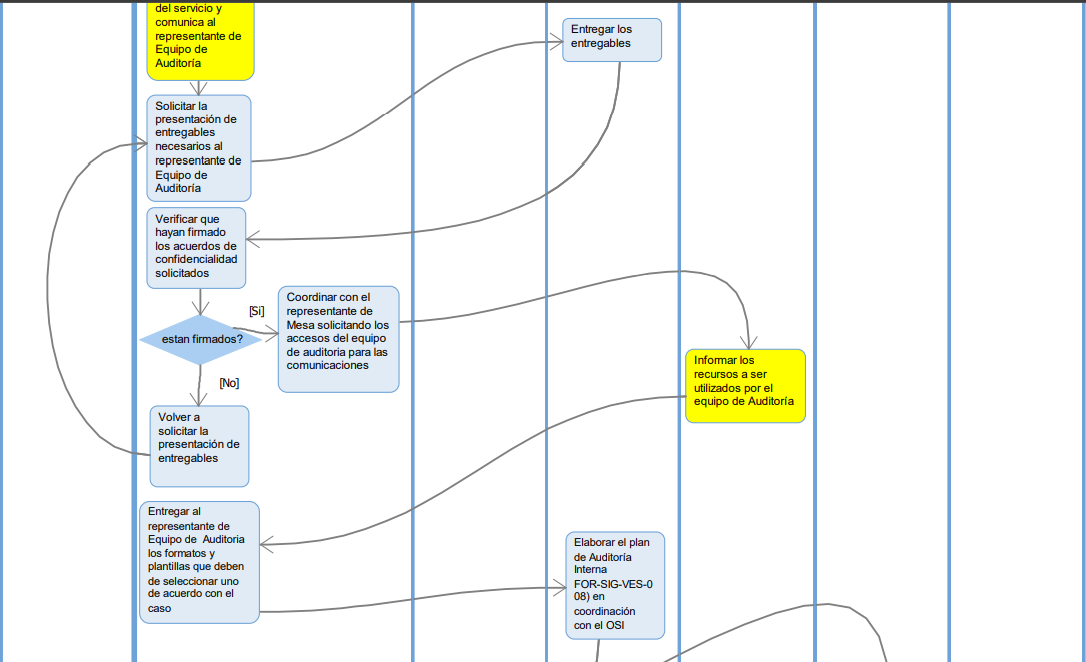 del servicio y
comunica al
representante de
Equipo de
Auditoría
Entregar los
entregables
Solicitar la
presentación de
entregables
necesarios al
representante de
Equipo de
Auditoría
Verificar que
hayan firmado
los acuerdos de
confidencialidad
solicitados
[Si]
estan firmados?
Coordinar con el
representante de
Mesa solicitando los
accesos del equipo
de auditoria para las
comunicaciones
Informar los
recursos a ser
utilizados por el
equipo de Auditoría
[No]
Volver a
solicitar la
presentación de
entregables
Entregar al
representante de
Equipo de Auditoria
los formatos y
plantillas que deben
de seleccionar uno
de acuerdo con el
caso
Elaborar el plan
de Auditoría
Interna
FOR-SIG-VES-0
08) en
coordinación
con el OSI